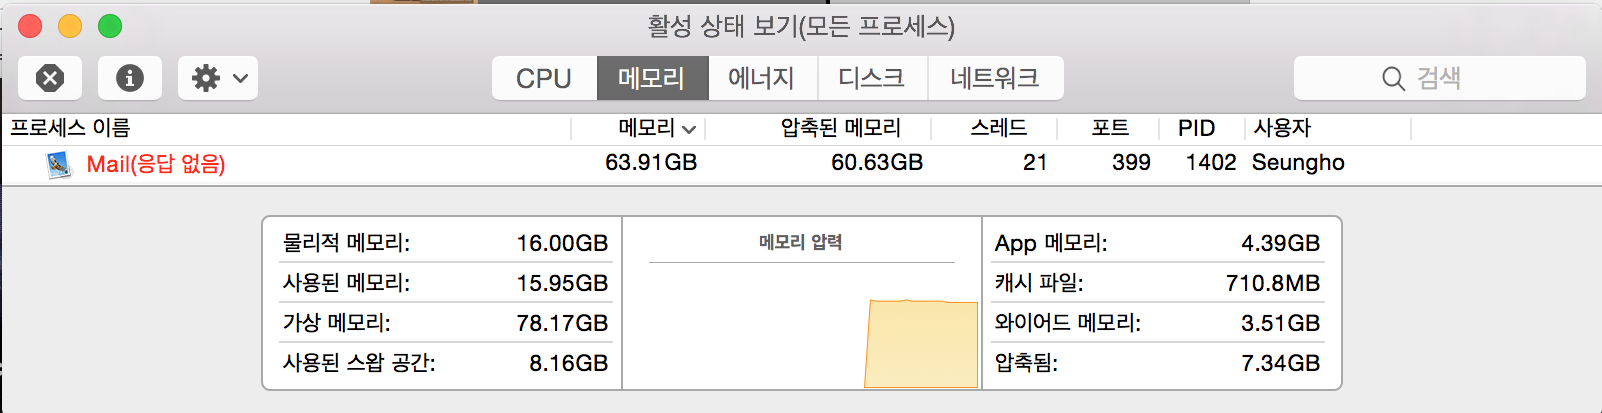 활성 상태 보기(모든 프로세스)
CPU 메모리 에너지 디스크 네트워크 검색
프로세스 이름 메모리 압축된 메모리 스레드 포트 PID 사용자
Mail(응답 없음) 63.91GB 60.63GB 21 399 1402 Seungho
물리적 메모리: 16.00GB
사용된 메모리: 15.95GB
가상 메모리: 78.17GB
사용된 스왑 공간: 8.16GB
메모리 압력
App 메모리: 4.39GB
캐시 파일: 710.8MB
와이어드 메모리: 3.51GB
압축됨: 7.34GB